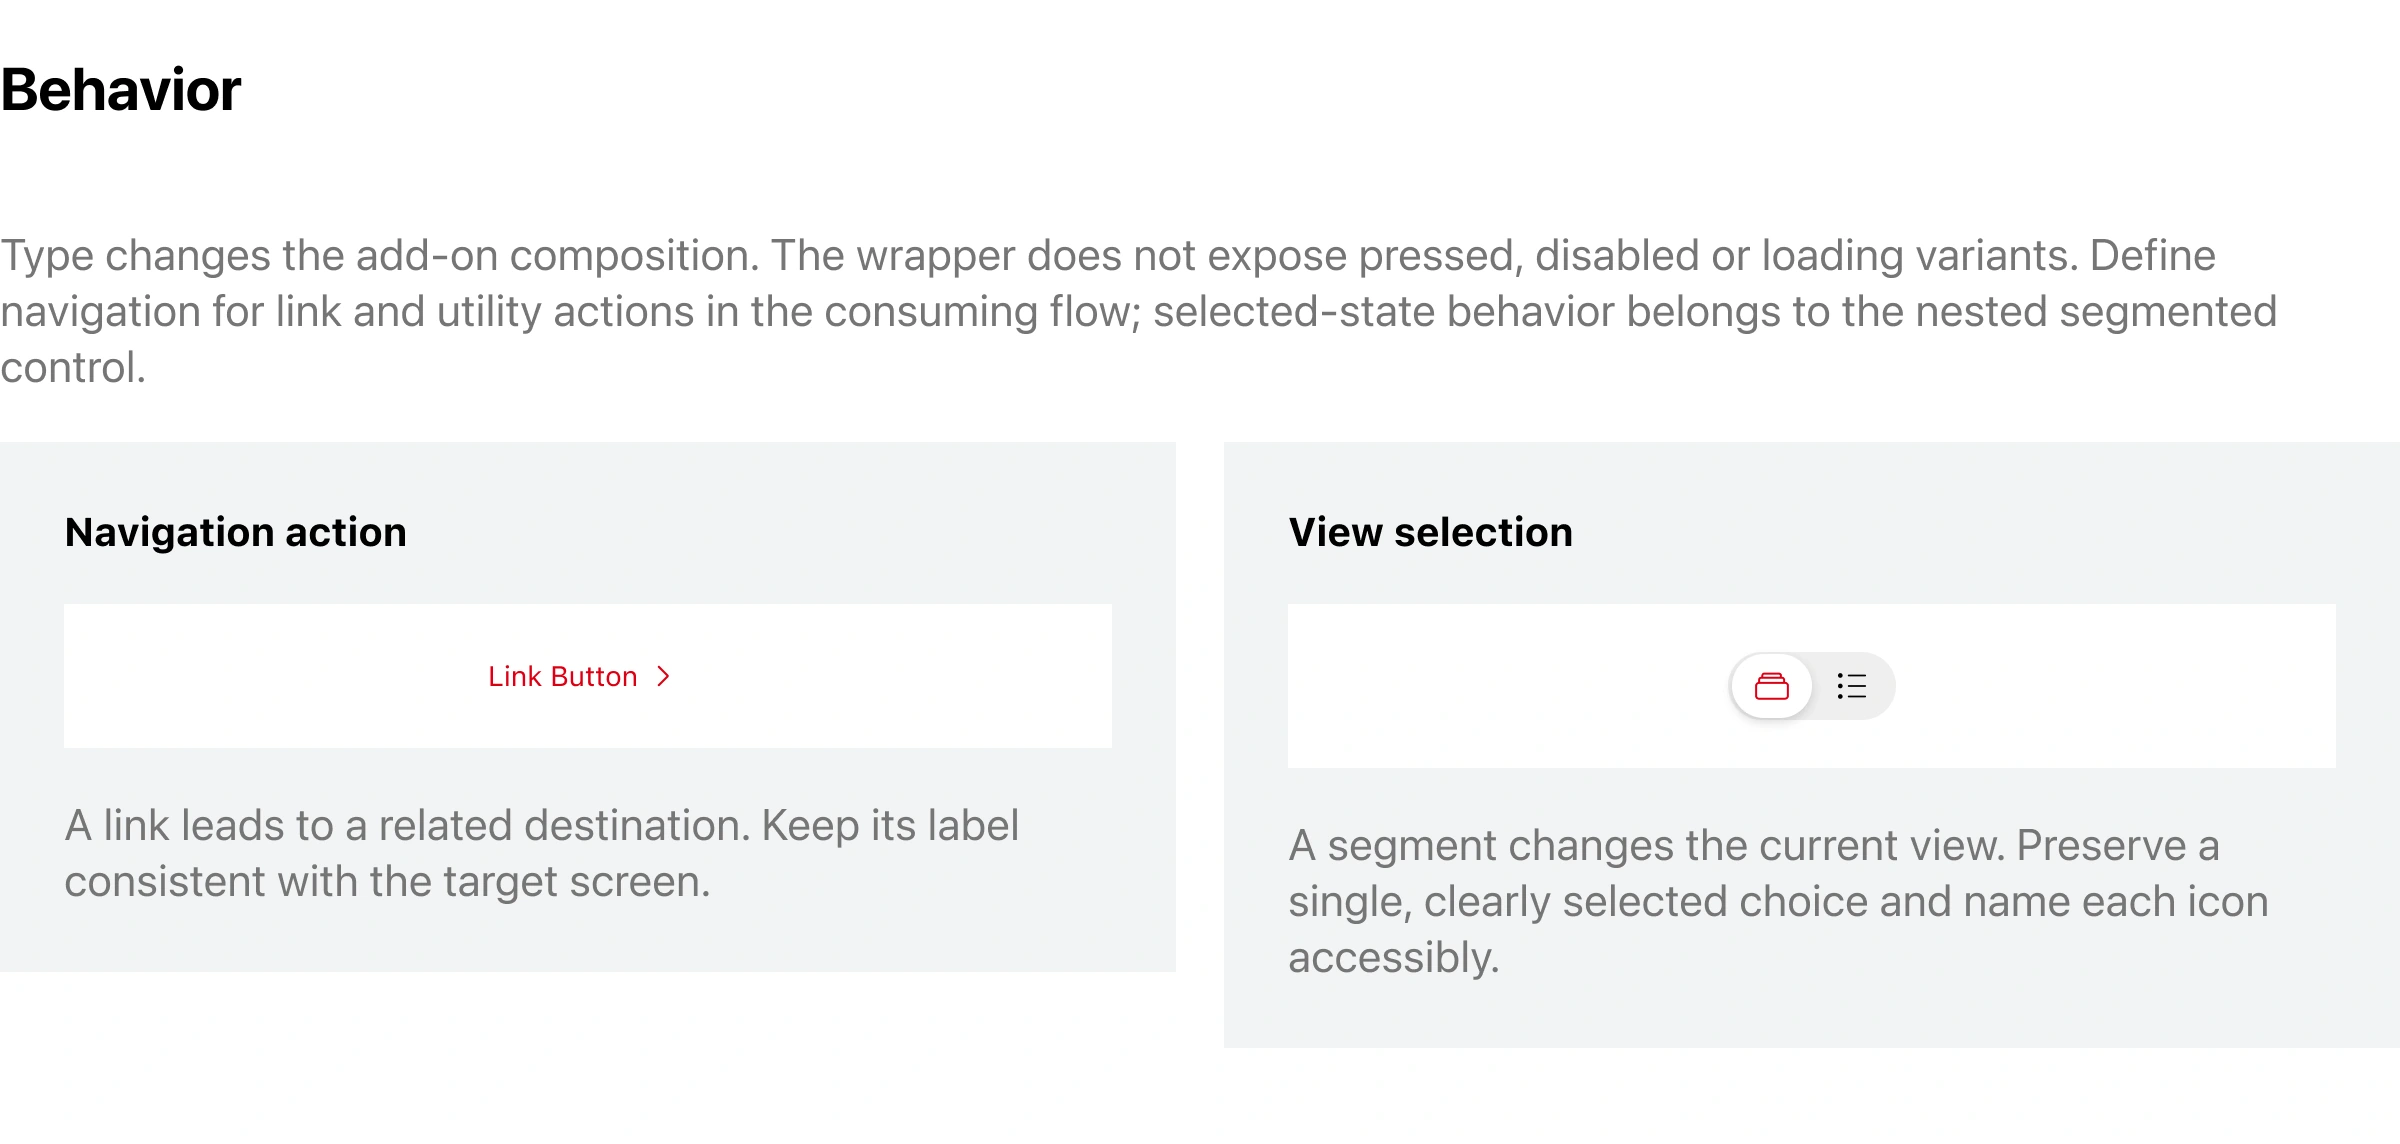 Behavior
Type changes the add-on composition. The wrapper does not expose pressed, disabled or loading variants. Define
navigation for link and utility actions in the consuming flow; selected-state behavior belongs to the nested segmented
control.
Navigation action
Link Button
A link leads to a related destination. Keep its label
consistent with the target screen.
View selection
A segment changes the current view. Preserve a
single, clearly selected choice and name each icon
accessibly.